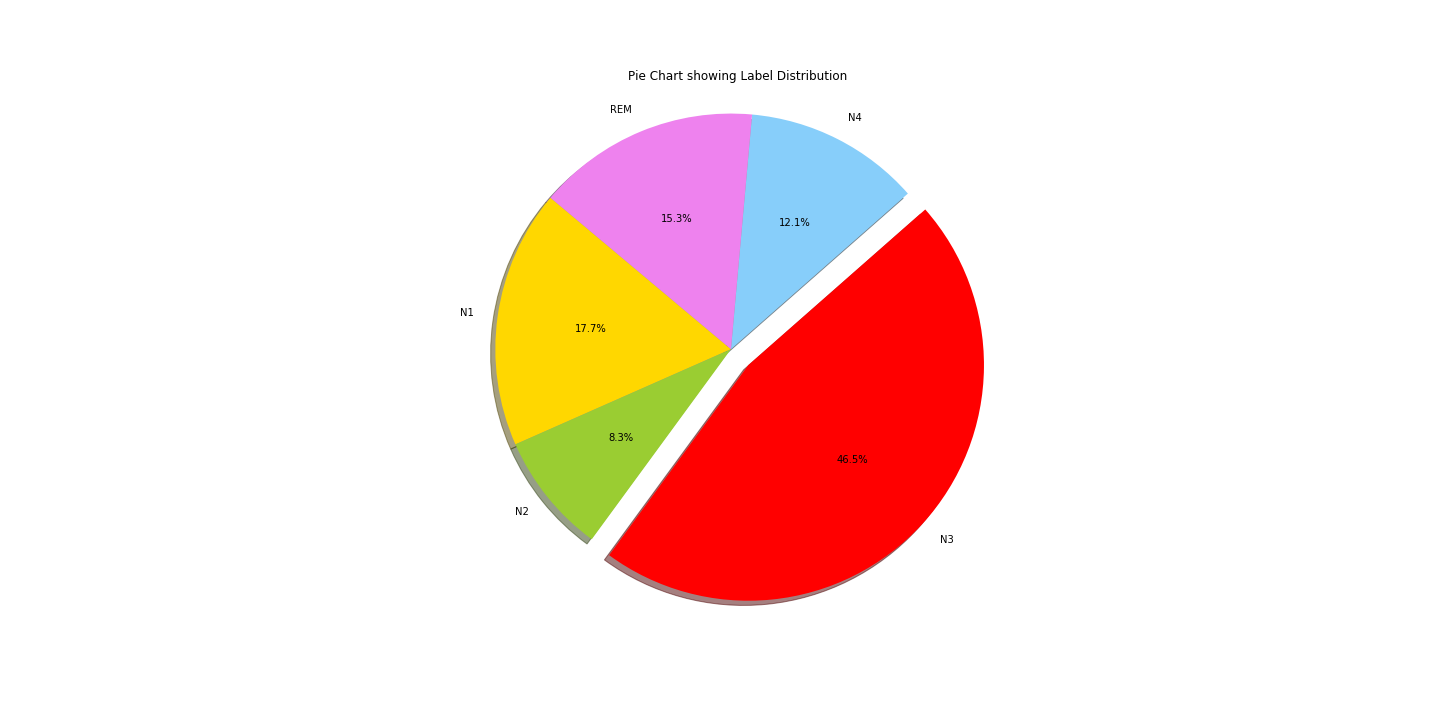 Pie Chart showing Label Distribution
REM
N4
15.3%
12.1%
N1
17.7%
8.3%
46.5%
N2
N3